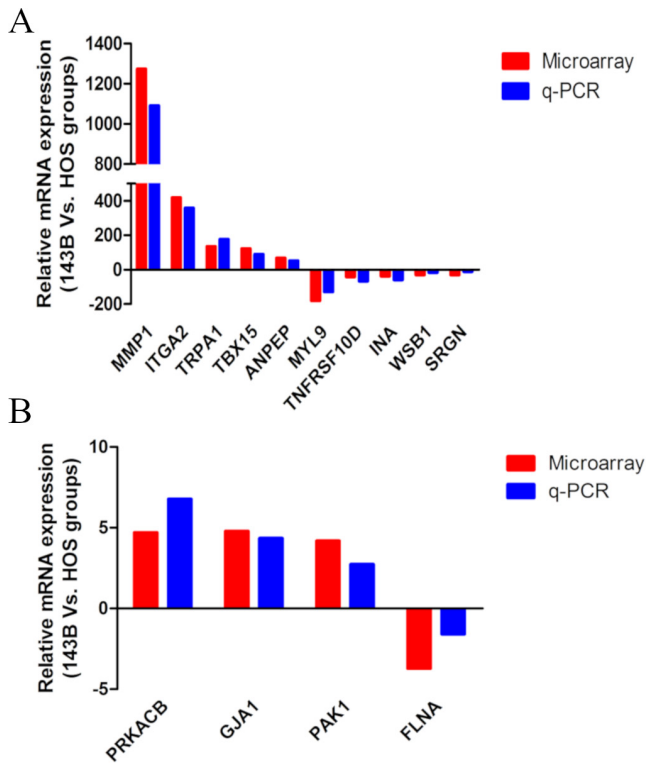 A
Relative mRNA expression
(143B Vs. HOS groups)
1400
1200
1000
800
400
200
0
-200
Microarray
q-PCR
MMP1
ITGA2
TRPA1
TBX15
ANPEP
MYL9
TNFRSF10D
INA
WSB1
SRGN
B
Relative mRNA expression
(143B Vs. HOS groups)
10
5
0
-5
Microarray
q-PCR
PRKACB
GJA1
PAK1
FLNA